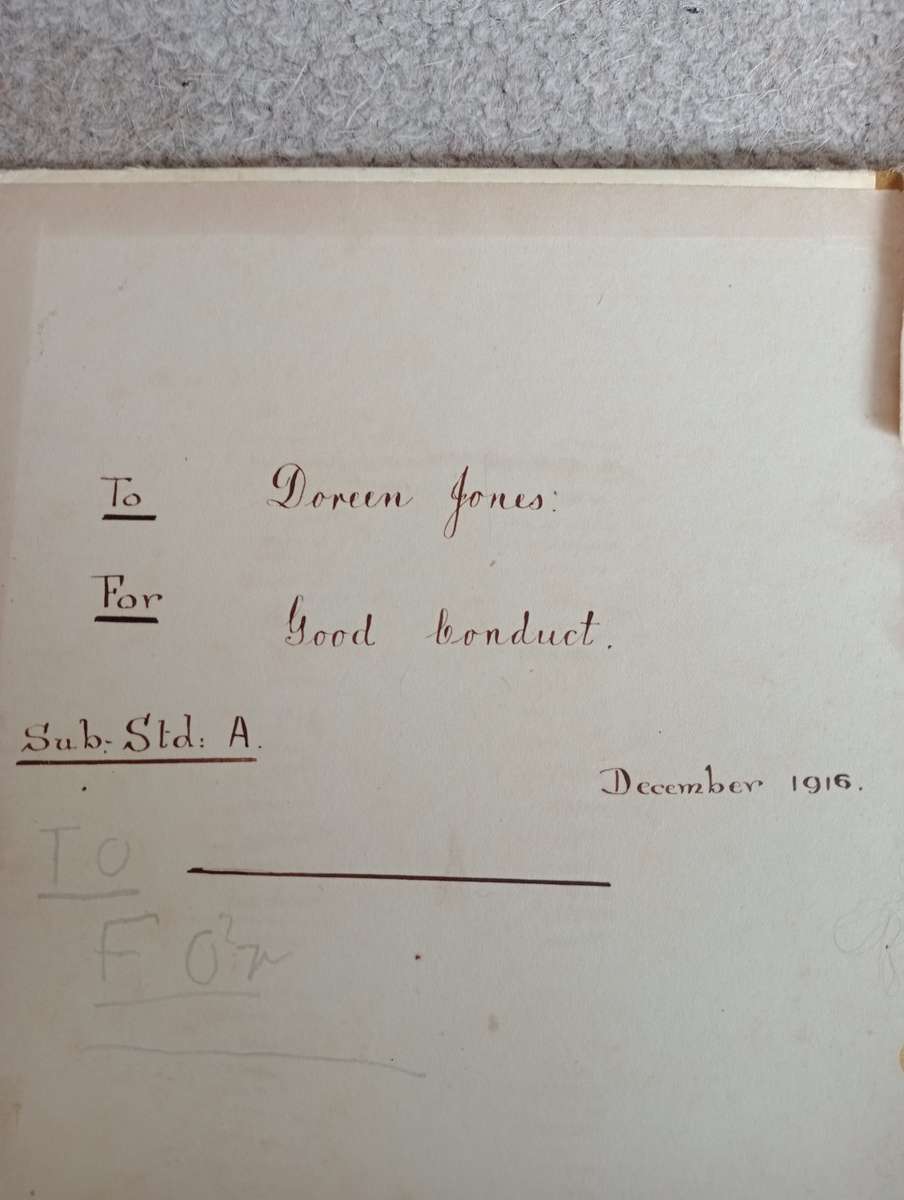 To Doreen Jones:
For
Good Conduct.
Sub: Std: A.
December 1916.
To
For